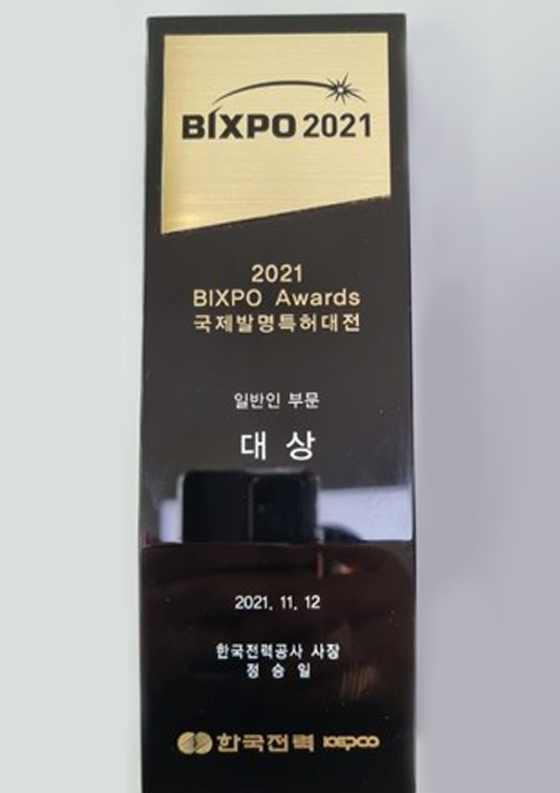 BIXPO 2021
2021
BIXPO Awards
국제발명특허대전
일반인 부문
대 상
2021. 11. 12
한국전력공사 사장
정 승 일
한국전력 KEPCO